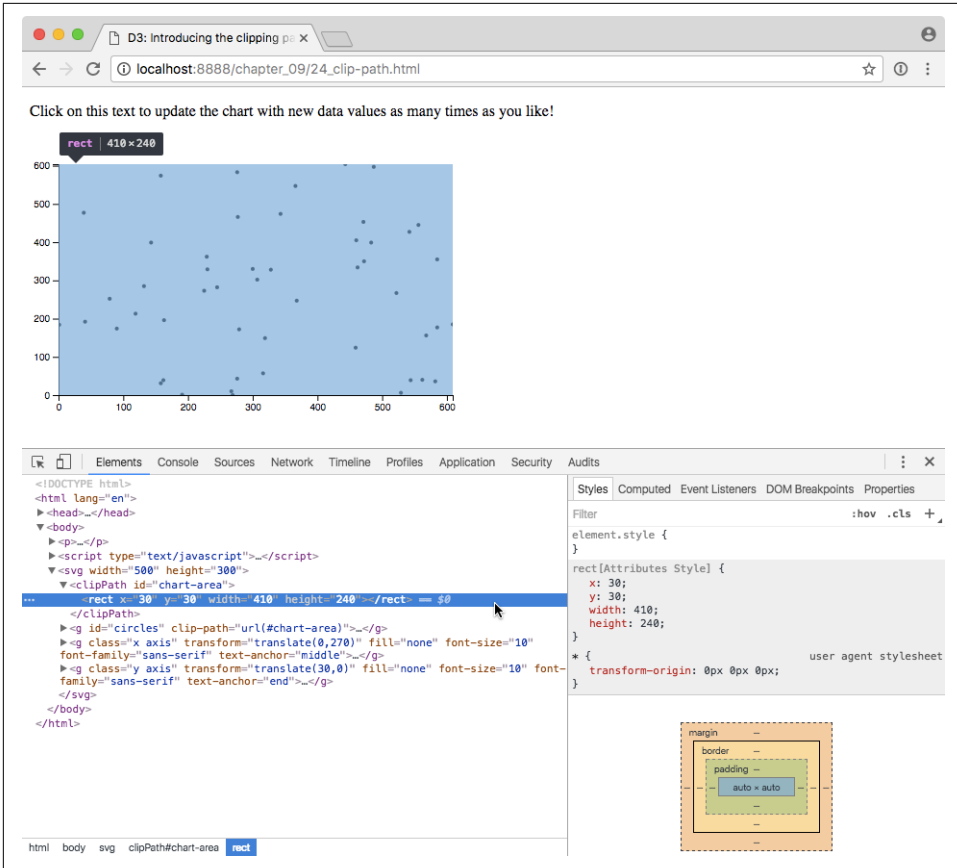 D3: Introducing the clipping pa
localhost:8888/chapter_09/24_clip-path.html
Click on this text to update the chart with new data values as many times as you like!
rect 410×240
600
500
400
300
200
100
0
0 100 200 300 400 500 600
Elements Console Sources Network Timeline Profiles Application Security Audits
<!DOCTYPE html>
<html lang="en">
<head>…</head>
<body>
<p>…</p>
<script type="text/javascript">…</script>
<svg width="500" height="300">
<clipPath id="chart-area">
… <rect x="30" y="30" width="410" height="240"></rect> == $0
</clipPath>
<g id="circles" clip-path="url(#chart-area)">…</g>
<g class="x axis" transform="translate(0,270)" fill="none" font-size="10"
font-family="sans-serif" text-anchor="middle">…</g>
<g class="y axis" transform="translate(30,0)" fill="none" font-size="10" font-
family="sans-serif" text-anchor="end">…</g>
</svg>
</body>
</html>
html body svg clipPath#chart-area rect
Styles Computed Event Listeners DOM Breakpoints Properties
Filter :hov .cls +
element.style {
}
rect[Attributes Style] {
x: 30;
y: 30;
width: 410;
height: 240;
}
* { user agent stylesheet
transform-origin: 0px 0px 0px;
}
margin –
border –
padding –
– – – auto × auto – – –
–
–
–